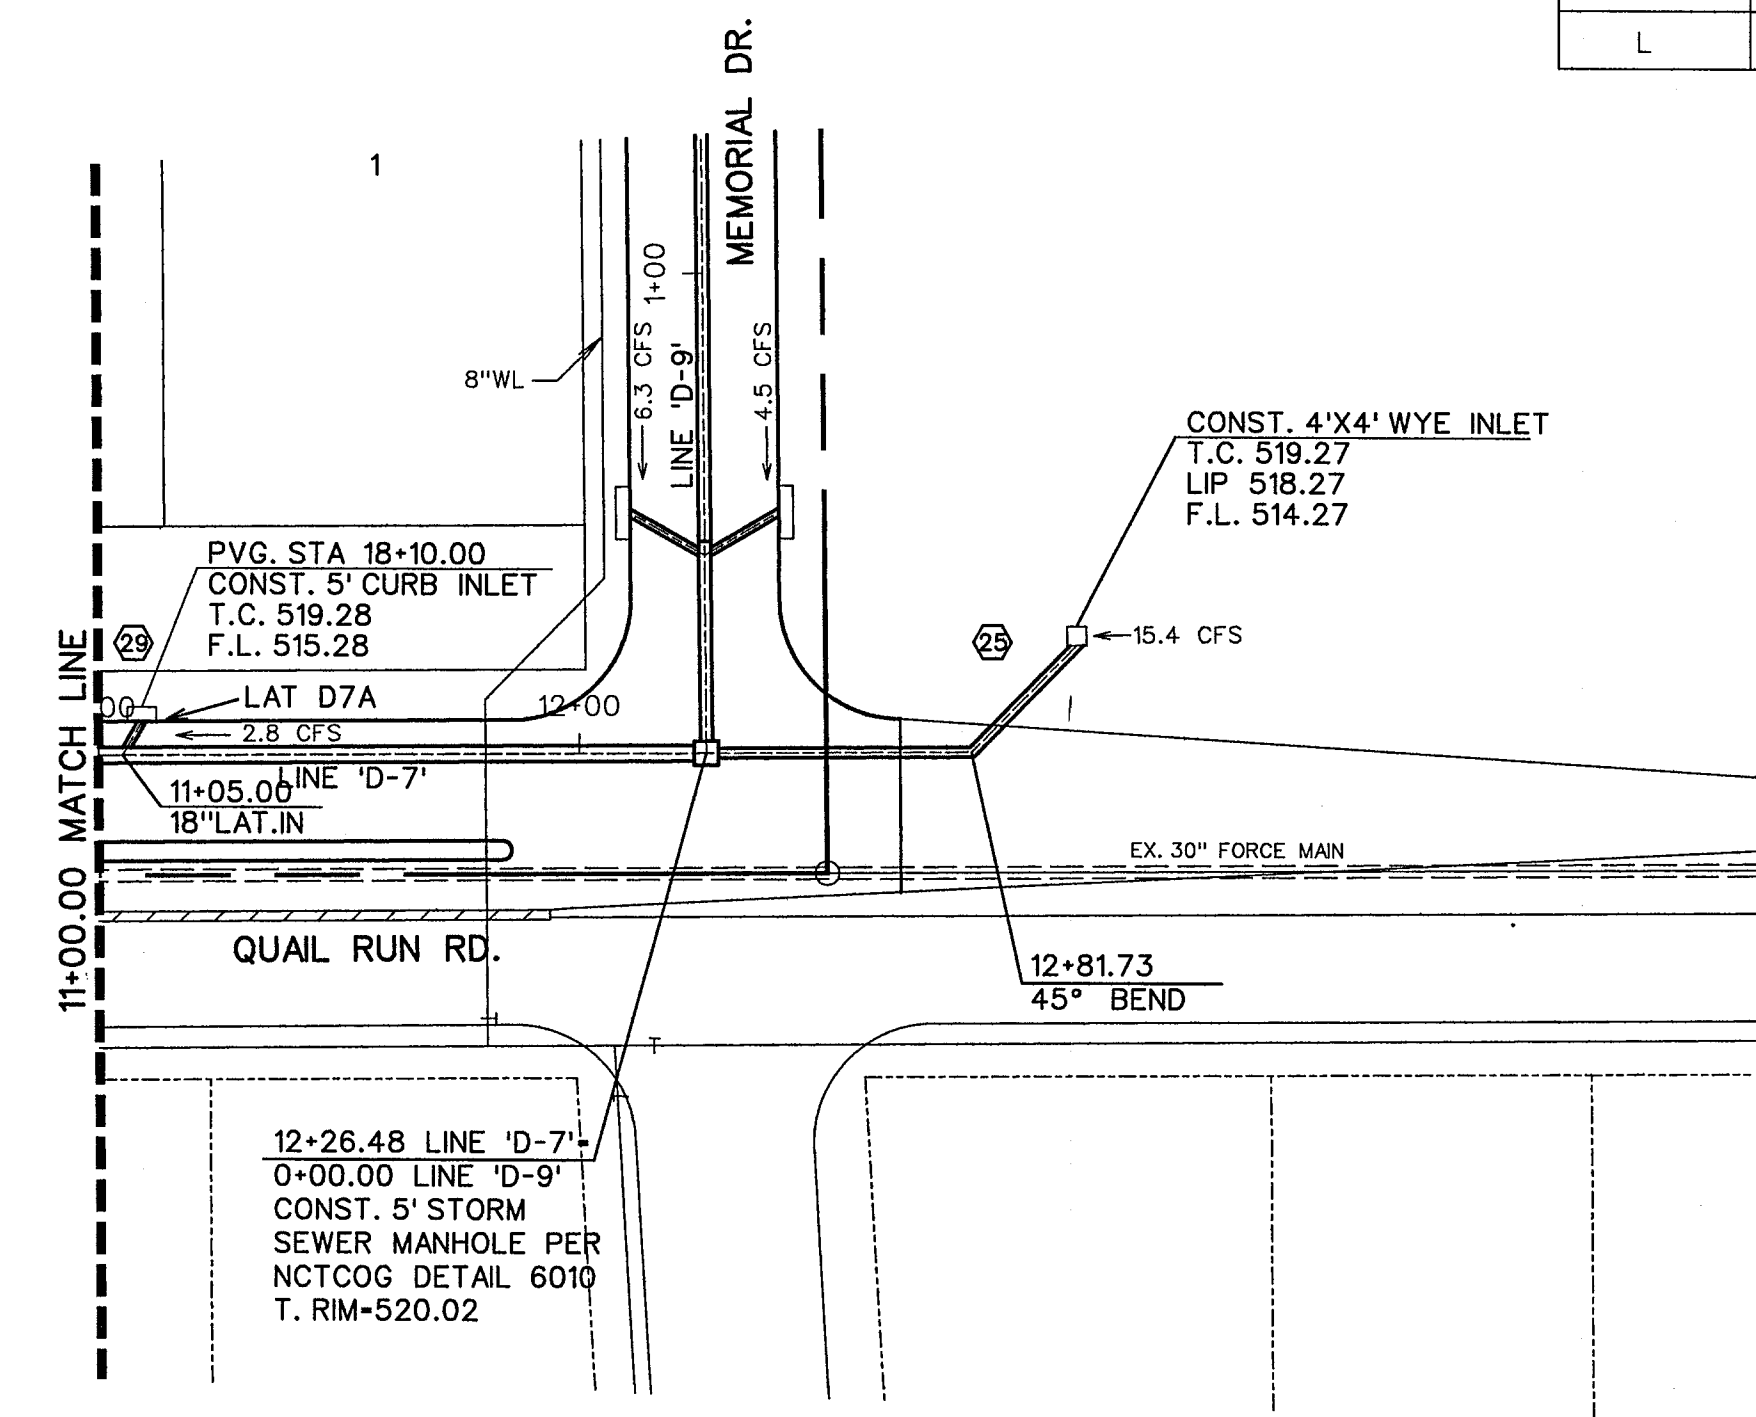 L
MEMORIAL DR.
1
1+00
6.3 CFS
LINE 'D-9'
4.5 CFS
8"WL
CONST. 4'X4' WYE INLET
T.C. 519.27
LIP 518.27
F.L. 514.27
PVG. STA 18+10.00
CONST. 5' CURB INLET
T.C. 519.28
F.L. 515.28
29
25
15.4 CFS
LAT D7A
00
12+00
2.8 CFS
LINE 'D-7'
11+05.00
18"LAT.IN
11+00.00 MATCH LINE
EX. 30" FORCE MAIN
QUAIL RUN RD.
12+81.73
45° BEND
12+26.48 LINE 'D-7'=
0+00.00 LINE 'D-9'
CONST. 5' STORM
SEWER MANHOLE PER
NCTCOG DETAIL 6010
T. RIM=520.02